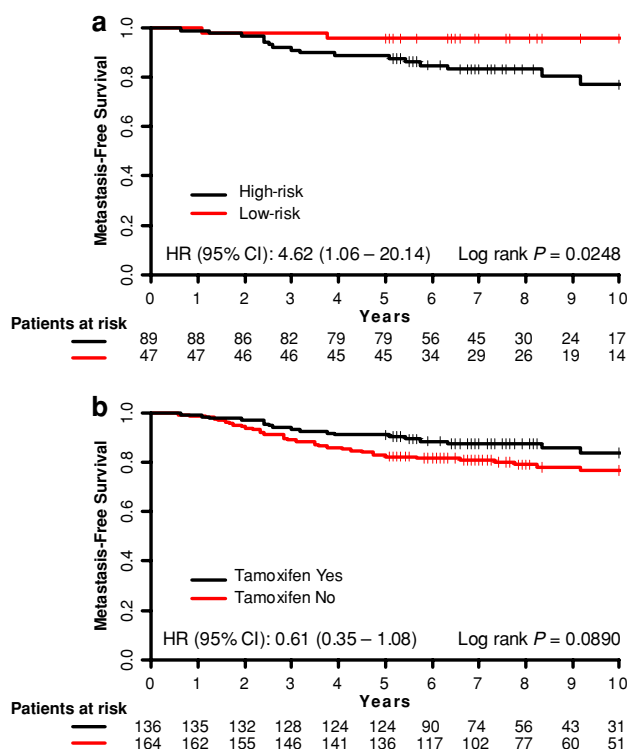 a
Metastasis-Free Survival
1.0
0.8
0.6
0.4
0.2
0.0
High-risk
Low-risk
HR (95% CI): 4.62 (1.06 – 20.14) Log rank P = 0.0248
0 1 2 3 4 5 6 7 8 9 10
Years
Patients at risk
89 88 86 82 79 79 56 45 30 24 17
47 47 46 46 45 45 34 29 26 19 14
b
Metastasis-Free Survival
1.0
0.8
0.6
0.4
0.2
0.0
Tamoxifen Yes
Tamoxifen No
HR (95% CI): 0.61 (0.35 – 1.08) Log rank P = 0.0890
0 1 2 3 4 5 6 7 8 9 10
Years
Patients at risk
136 135 132 128 124 124 90 74 56 43 31
164 162 155 146 141 136 117 102 77 60 51